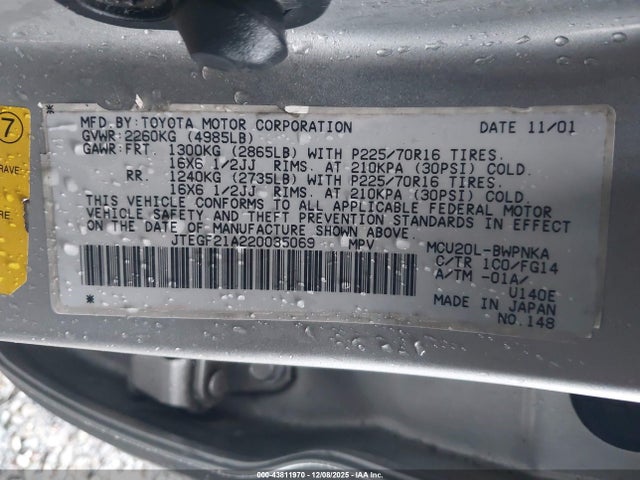 MFD.BY:TOYOTA MOTOR CORPORATION DATE 11/01
GVWR:2260KG (4985LB)
GAWR:FRT. 1300KG (2865LB) WITH P225/70R16 TIRES.
16X6 1/2JJ RIMS. AT 210KPA (30PSI) COLD.
RR. 1240KG (2735LB) WITH P225/70R16 TIRES.
16X6 1/2JJ RIMS. AT 210KPA (30PSI) COLD.
THIS VEHICLE CONFORMS TO ALL APPLICABLE FEDERAL MOTOR
VEHICLE SAFETY AND THEFT PREVENTION STANDARDS IN EFFECT
ON THE DATE OF MANUFACTURE SHOWN ABOVE.
JTEGF21A220035069 MPV MCU20L-BWPNKA
C/TR 1C0/FG14
A/TM -01A/
U140E
MADE IN JAPAN
NO.148
7
RAVE
000-43811970 - 12/08/2025 - IAA